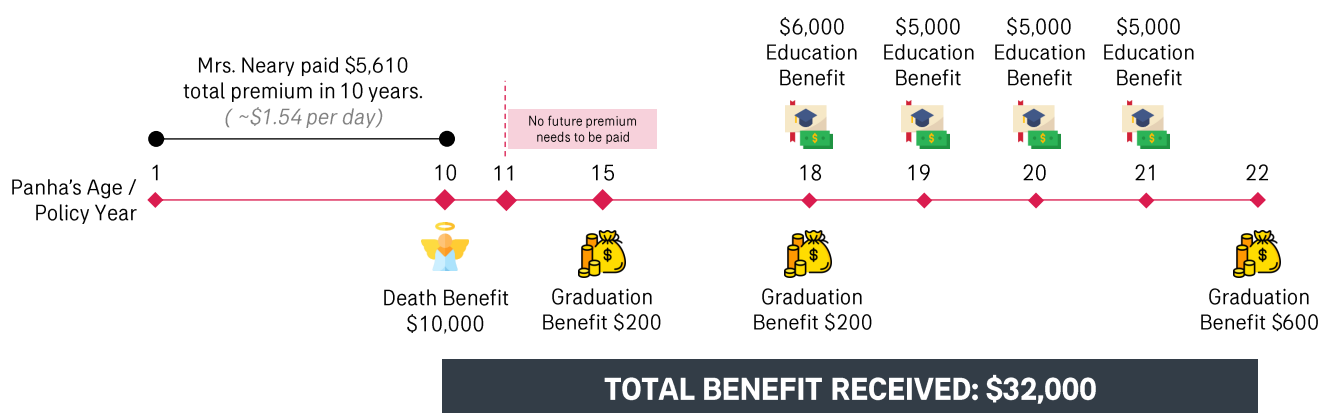 $6,000
Education
Benefit
$5,000
Education
Benefit
$5,000
Education
Benefit
$5,000
Education
Benefit
Mrs. Neary paid $5,610
total premium in 10 years.
( ~$1.54 per day)
No future premium
needs to be paid
Panha's Age /
Policy Year
1
10
11
15
18
19
20
21
22
Death Benefit
$10,000
Graduation
Benefit $200
Graduation
Benefit $200
Graduation
Benefit $600
TOTAL BENEFIT RECEIVED: $32,000